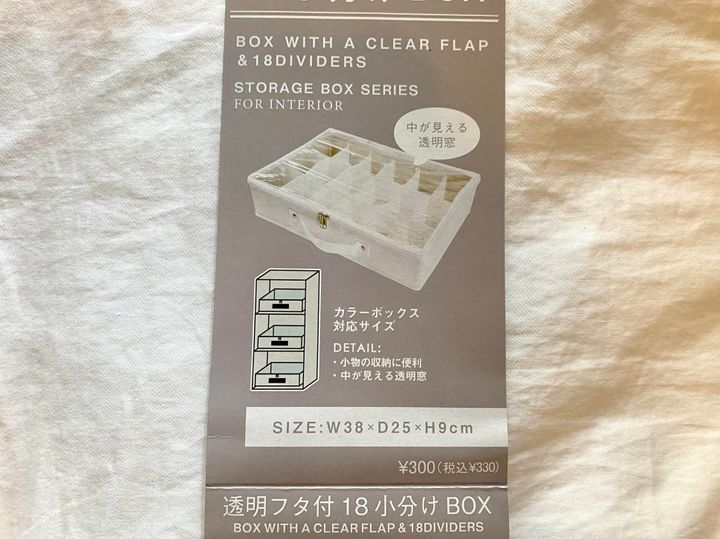 BOX WITH A CLEAR FLAP
& 18DIVIDERS
STORAGE BOX SERIES
FOR INTERIOR
中が見える
透明窓
カラーボックス
対応サイズ
DETAIL:
・小物の収納に便利
・中が見える透明窓
SIZE:W38×D25×H9cm
¥300(税込¥330)
透明フタ付 18 小分け BOX
BOX WITH A CLEAR FLAP & 18DIVIDERS